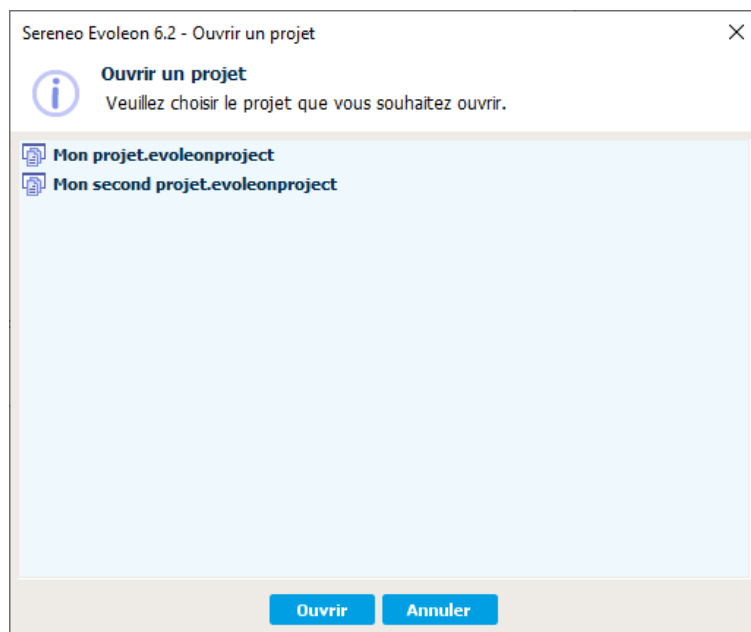 Sereneo Evoleon 6.2 - Ouvrir un projet
Ouvrir un projet
Veuillez choisir le projet que vous souhaitez ouvrir.
Mon projet.evoleonproject
Mon second projet.evoleonproject
Ouvrir Annuler